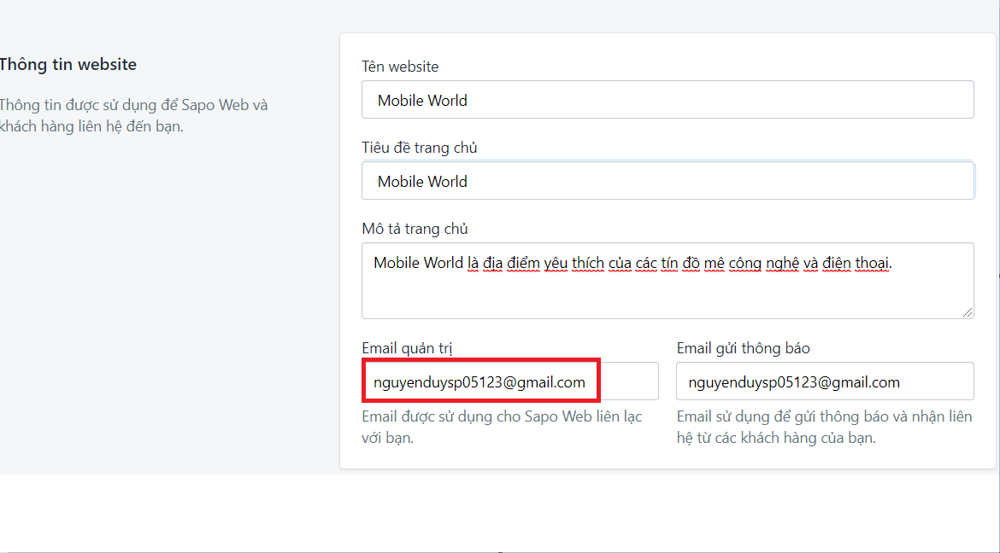 Thông tin website
Thông tin được sử dụng để Sapo Web và
khách hàng liên hệ đến bạn.
Tên website
Mobile World
Tiêu đề trang chủ
Mobile World
Mô tả trang chủ
Mobile World là địa điểm yêu thích của các tín đồ mê công nghệ và điện thoại.
Email quản trị
nguyenduysp05123@gmail.com
Email được sử dụng cho Sapo Web liên lạc
với bạn.
Email gửi thông báo
nguyenduysp05123@gmail.com
Email sử dụng để gửi thông báo và nhận liên
hệ từ các khách hàng của bạn.